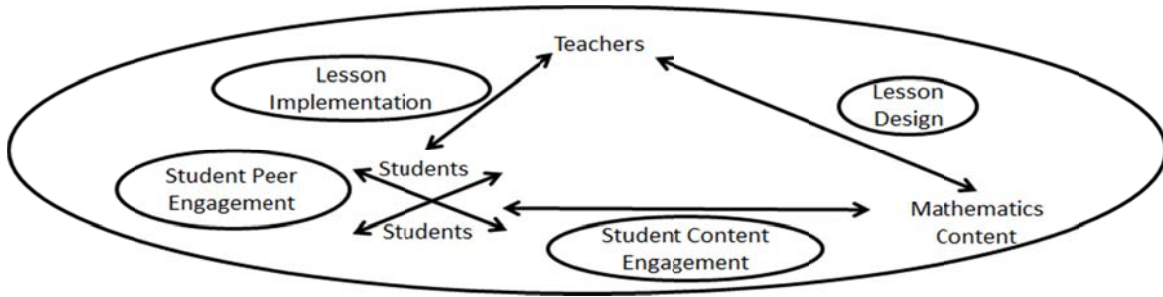 Teachers
Lesson
Implementation
Lesson
Design
Students
Student Peer
Engagement
Students
Mathematics
Content
Student Content
Engagement